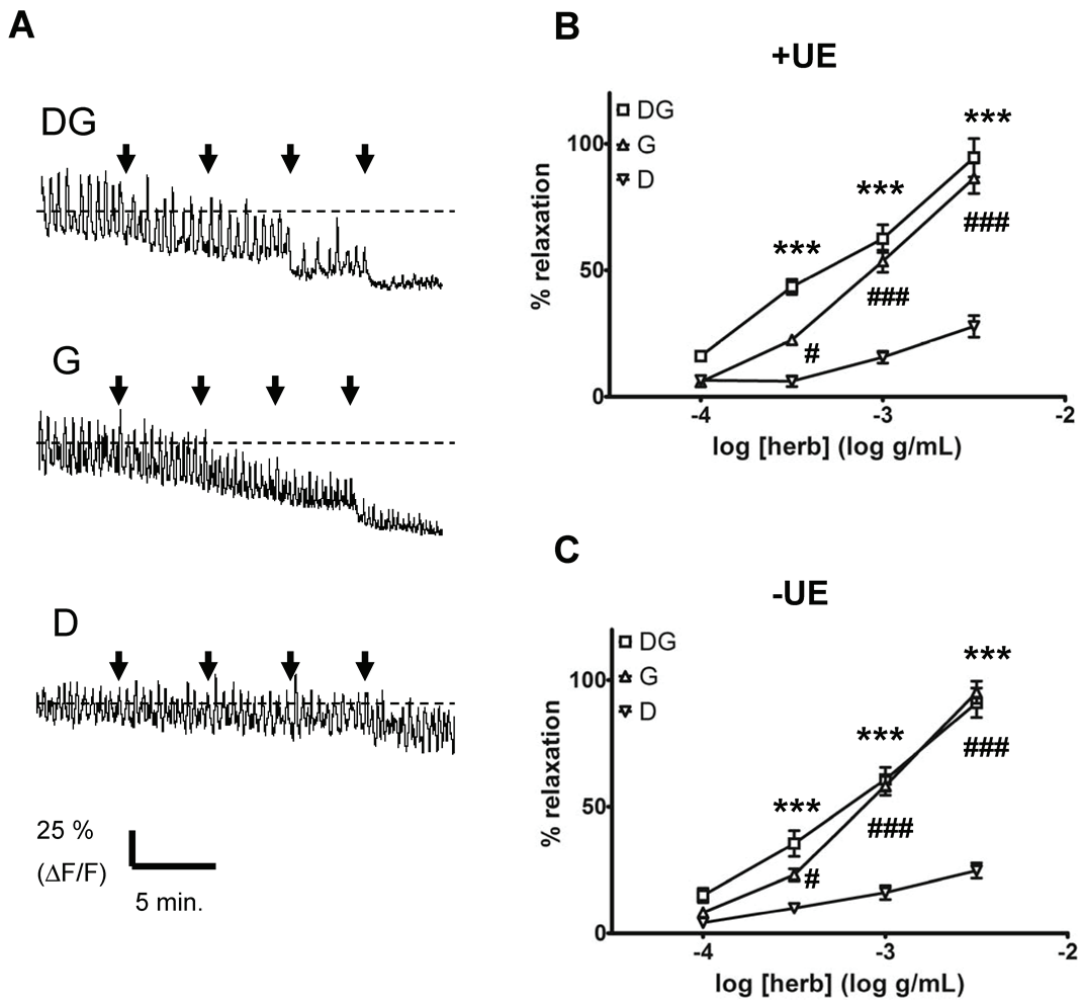 A
DG
G
D
25 %
(ΔF/F)
5 min.
B
+UE
DG
G
D
100
50
0
% relaxation
***
***
***
###
###
#
-4
-3
-2
log [herb] (log g/mL)
C
-UE
DG
G
D
100
50
0
% relaxation
***
***
***
###
###
#
-4
-3
-2
log [herb] (log g/mL)